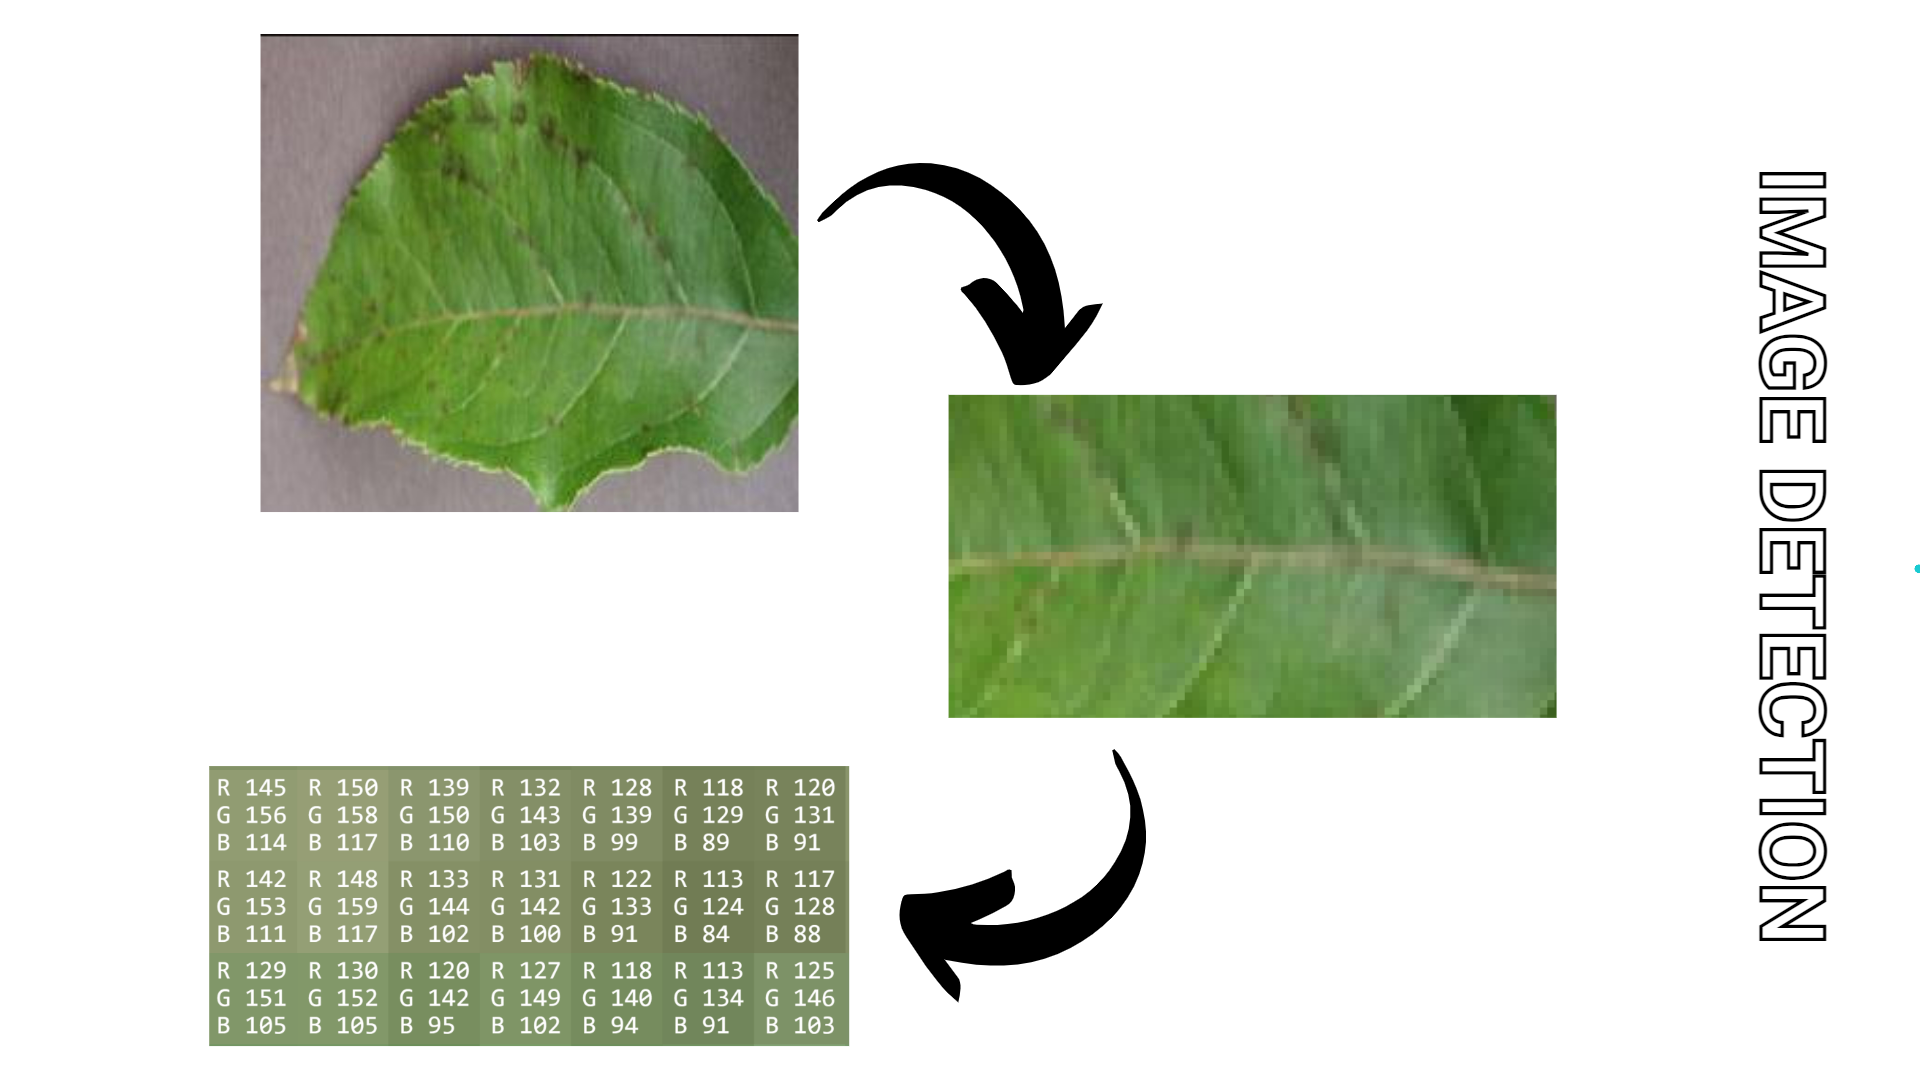 IMAGE DETECTION
R 145 R 150 R 139 R 132 R 128 R 118 R 120
G 156 G 158 G 150 G 143 G 139 G 129 G 131
B 114 B 117 B 110 B 103 B 99 B 89 B 91
R 142 R 148 R 133 R 131 R 122 R 113 R 117
G 153 G 159 G 144 G 142 G 133 G 124 G 128
B 111 B 117 B 102 B 100 B 91 B 84 B 88
R 129 R 130 R 120 R 127 R 118 R 113 R 125
G 151 G 152 G 142 G 149 G 140 G 134 G 146
B 105 B 105 B 95 B 102 B 94 B 91 B 103